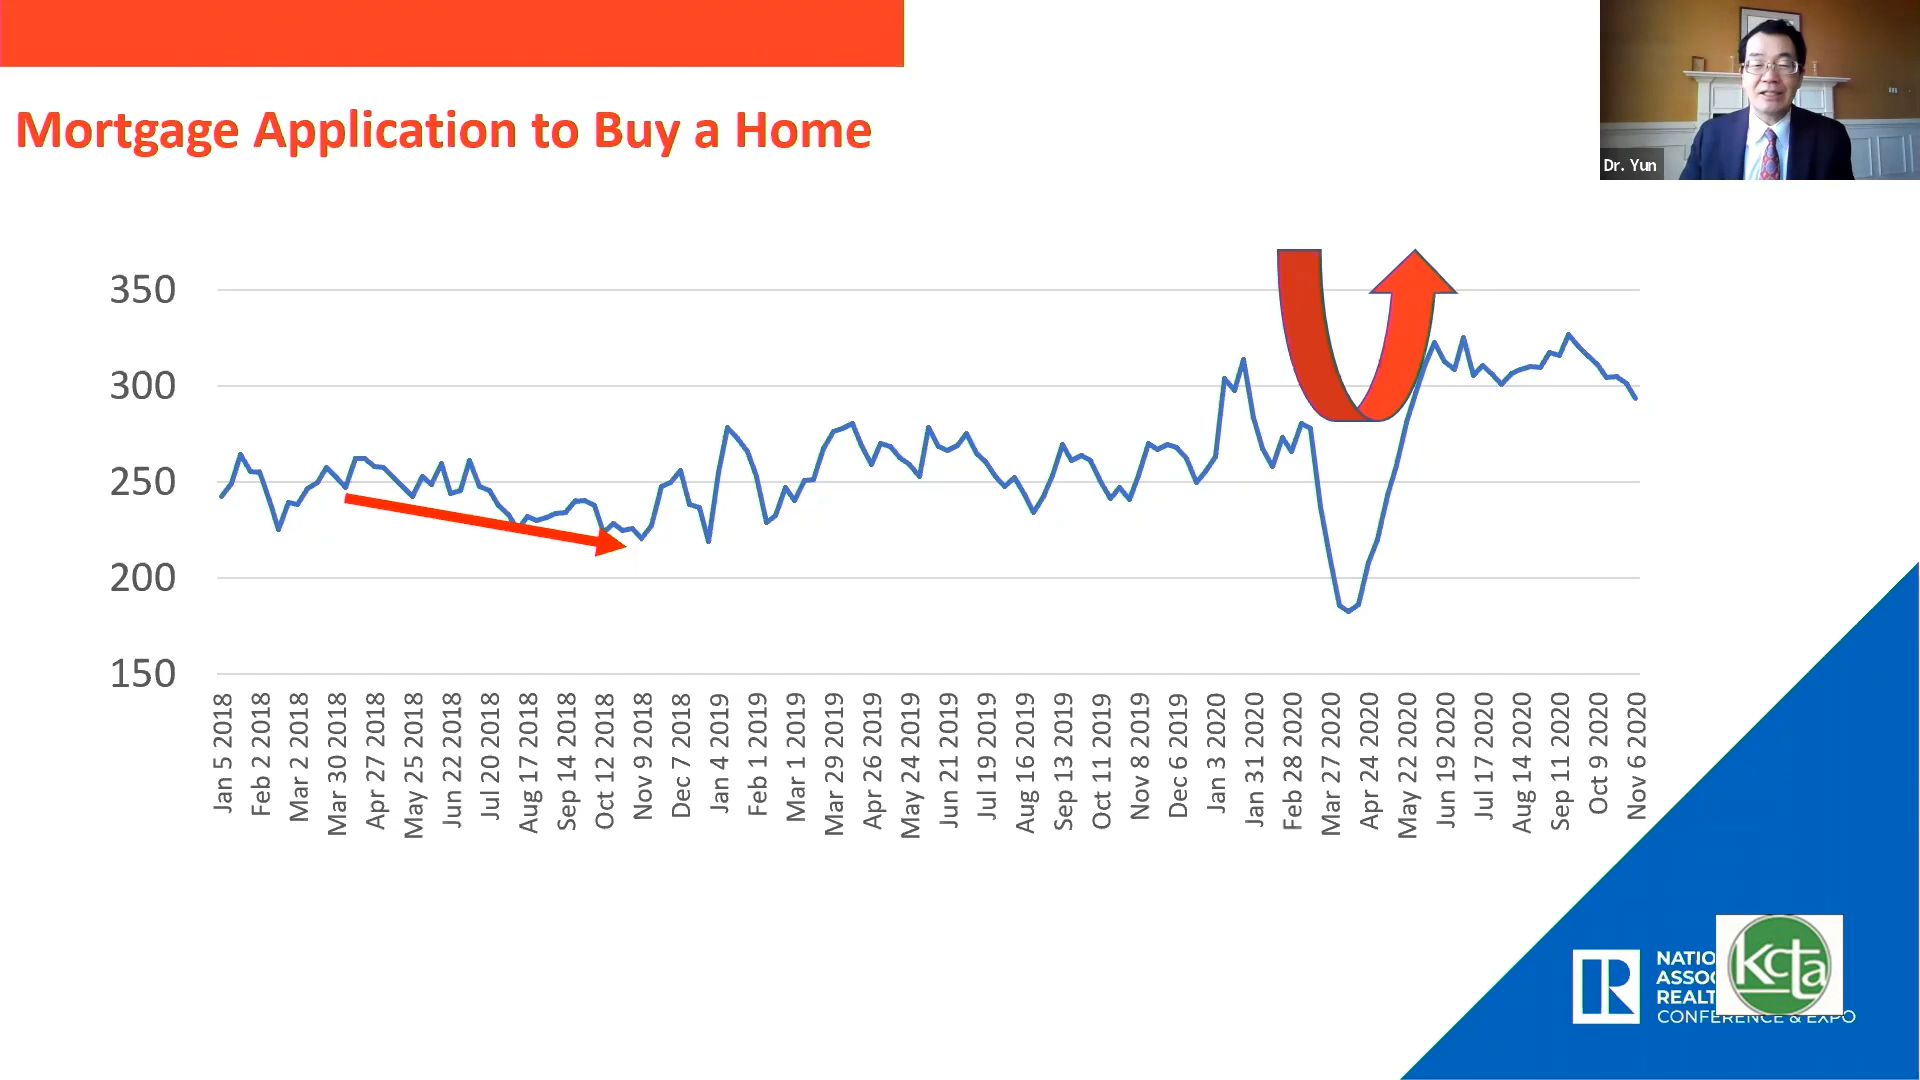 Mortgage Application to Buy a Home
Dr. Yun
350
300
250
200
150
Jan 5 2018
Feb 2 2018
Mar 2 2018
Mar 30 2018
Apr 27 2018
May 25 2018
Jun 22 2018
Jul 20 2018
Aug 17 2018
Sep 14 2018
Oct 12 2018
Nov 9 2018
Dec 7 2018
Jan 4 2019
Feb 1 2019
Mar 1 2019
Mar 29 2019
Apr 26 2019
May 24 2019
Jun 21 2019
Jul 19 2019
Aug 16 2019
Sep 13 2019
Oct 11 2019
Nov 8 2019
Dec 6 2019
Jan 3 2020
Jan 31 2020
Feb 28 2020
Mar 27 2020
Apr 24 2020
May 22 2020
Jun 19 2020
Jul 17 2020
Aug 14 2020
Sep 11 2020
Oct 9 2020
Nov 6 2020
R
NATIO
ASSO
REALT
CONFERENCE & EXPO
kcta